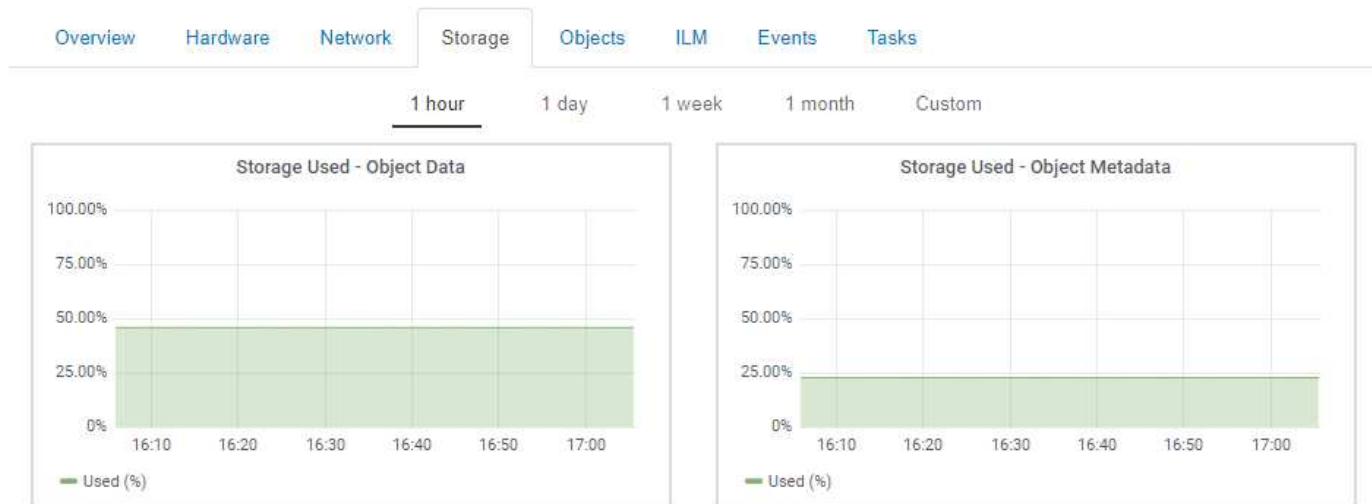 Overview Hardware Network Storage Objects ILM Events Tasks
1 hour 1 day 1 week 1 month Custom
Storage Used - Object Data
100.00%
75.00%
50.00%
25.00%
0%
16:10 16:20 16:30 16:40 16:50 17:00
Used (%)
Storage Used - Object Metadata
100.00%
75.00%
50.00%
25.00%
0%
16:10 16:20 16:30 16:40 16:50 17:00
Used (%)